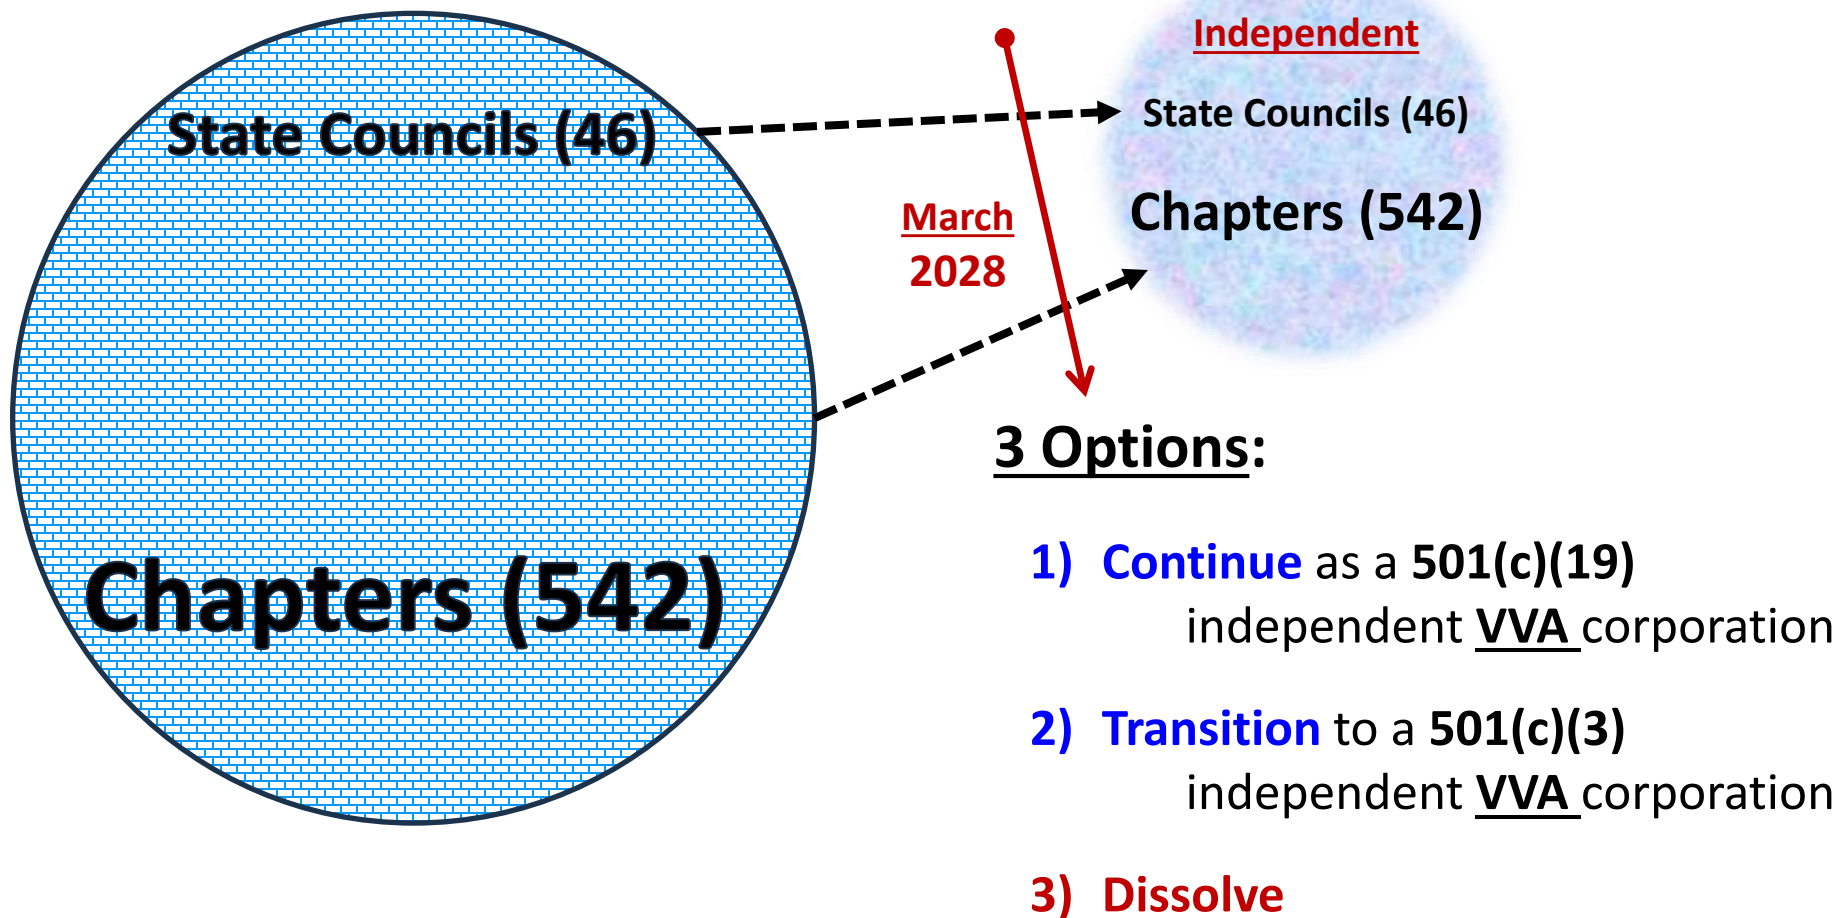 State Councils (46)
Chapters (542)
March
2028
Independent
State Councils (46)
Chapters (542)
3 Options:
1) Continue as a 501(c)(19)
independent VVA corporation
2) Transition to a 501(c)(3)
independent VVA corporation
3) Dissolve